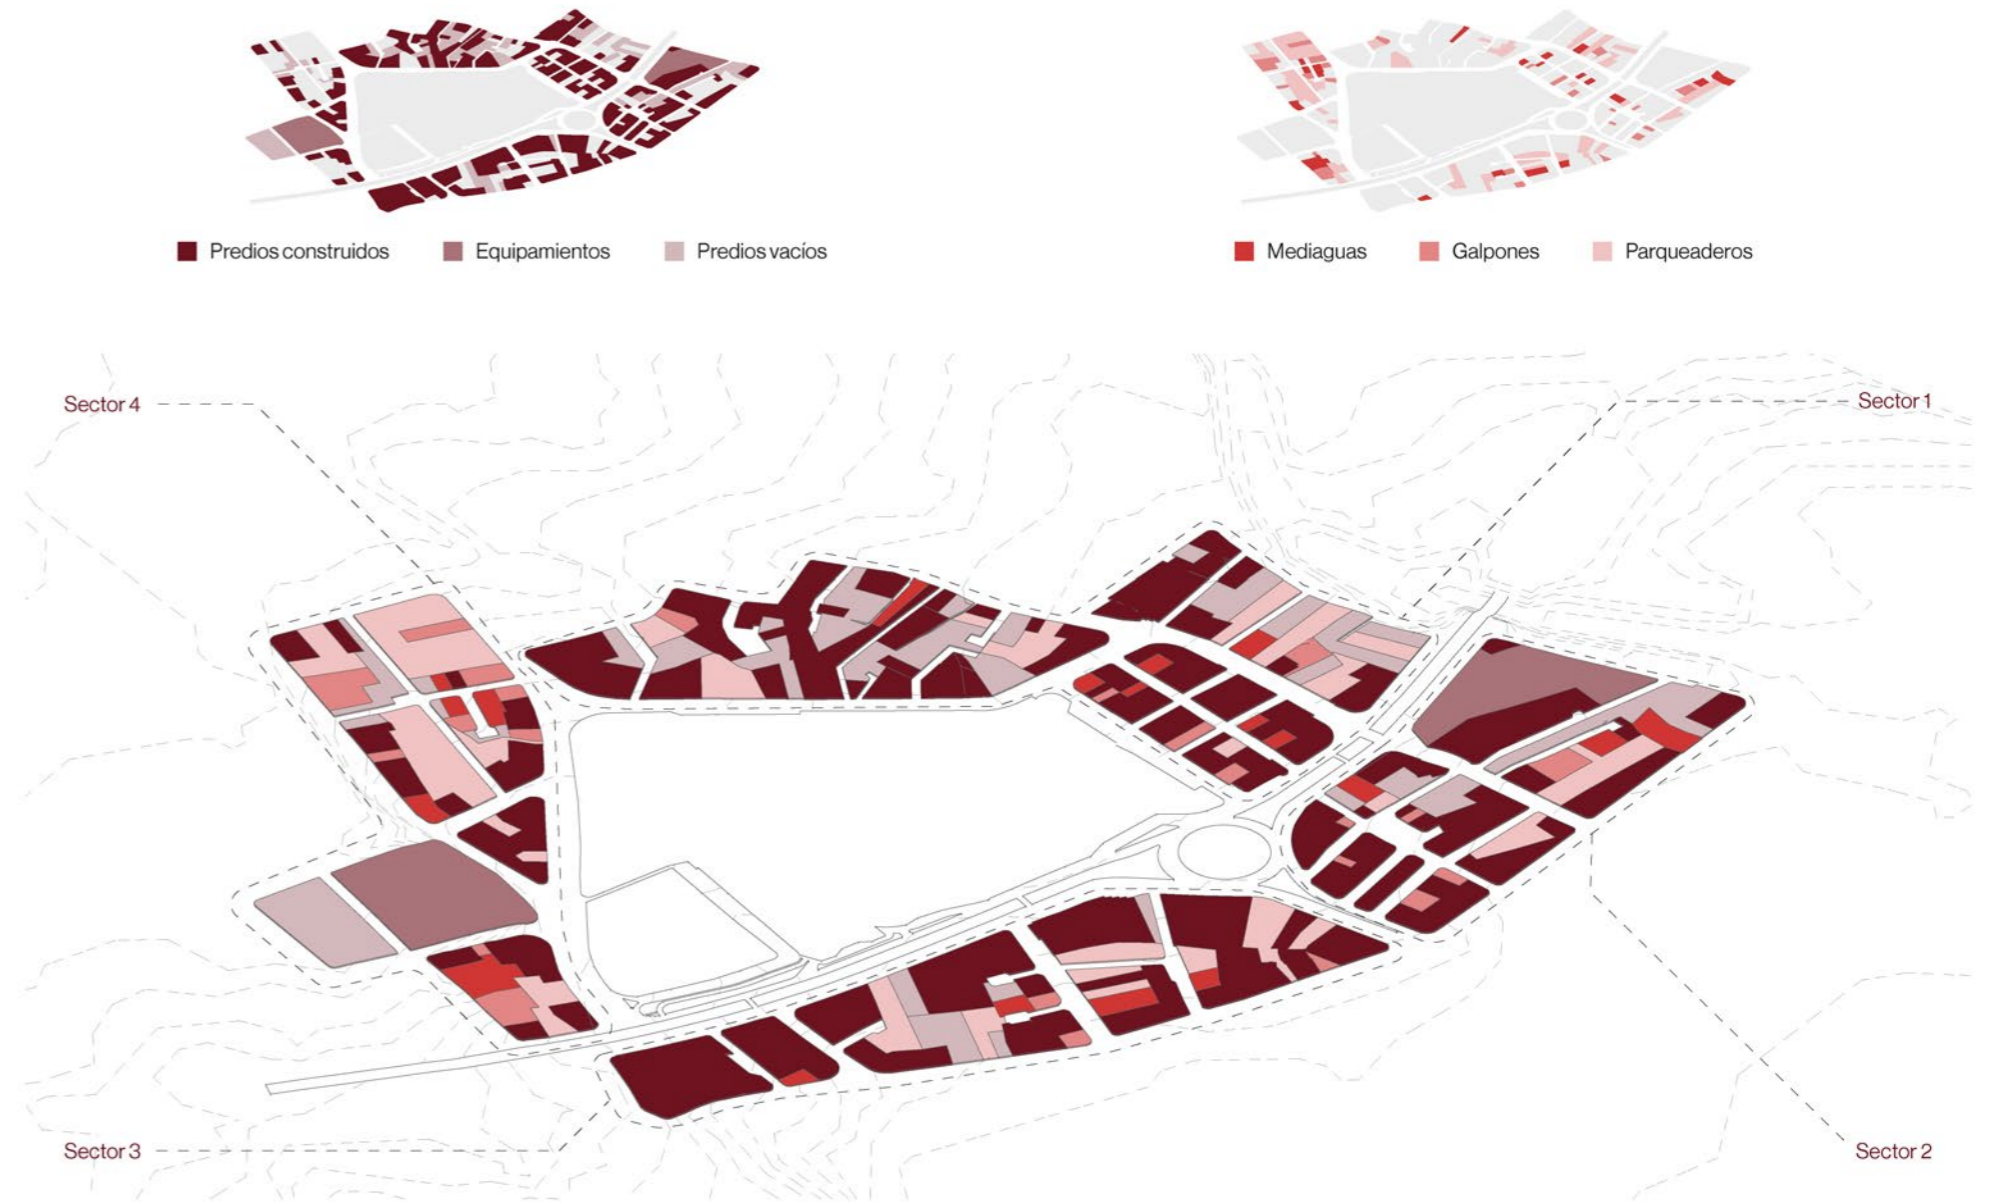 Predios construidos
Equipamientos
Predios vacíos
Mediaguas
Galpones
Parqueaderos
Sector 4
Sector 1
Sector 3
Sector 2